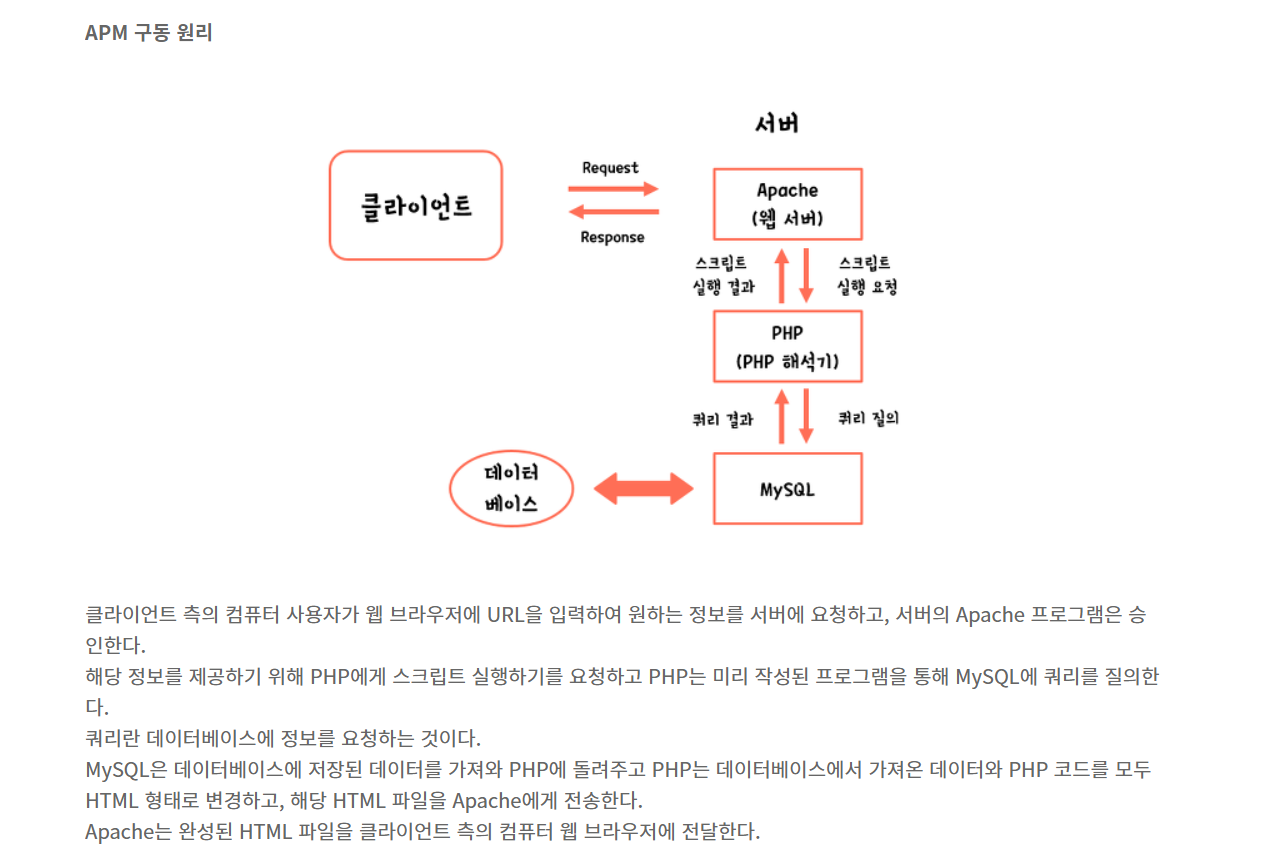 APM 구동 원리
서버
클라이언트
Request
Response
Apache
(웹 서버)
스크립트
실행 결과
스크립트
실행 요청
PHP
(PHP 해석기)
쿼리 결과
쿼리 질의
데이터
베이스
MySQL
클라이언트 측의 컴퓨터 사용자가 웹 브라우저에 URL을 입력하여 원하는 정보를 서버에 요청하고, 서버의 Apache 프로그램은 승
인한다.
해당 정보를 제공하기 위해 PHP에게 스크립트 실행하기를 요청하고 PHP는 미리 작성된 프로그램을 통해 MySQL에 쿼리를 질의한
다.
쿼리란 데이터베이스에 정보를 요청하는 것이다.
MySQL은 데이터베이스에 저장된 데이터를 가져와 PHP에 돌려주고 PHP는 데이터베이스에서 가져온 데이터와 PHP 코드를 모두
HTML 형태로 변경하고, 해당 HTML 파일을 Apache에게 전송한다.
Apache는 완성된 HTML 파일을 클라이언트 측의 컴퓨터 웹 브라우저에 전달한다.